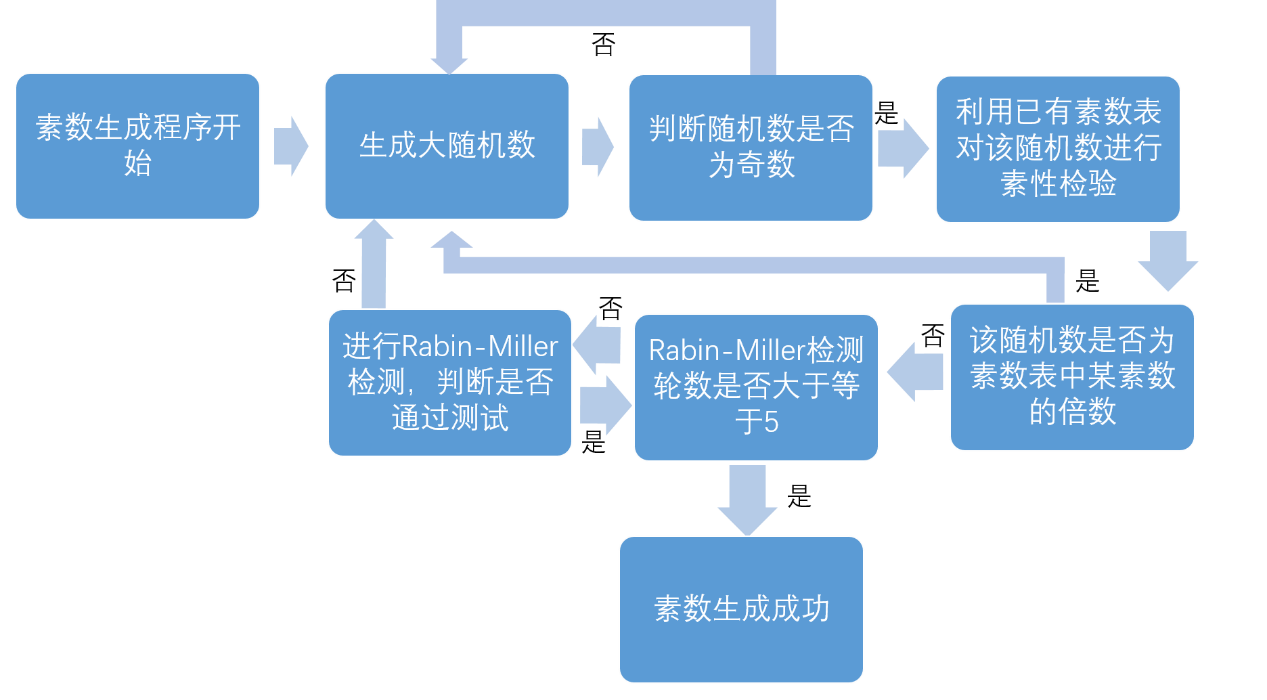 否
素数生成程序开
始
生成大随机数
判断随机数是否
为奇数
是
利用已有素数表
对该随机数进行
素性检验
否
进行Rabin-Miller
检测，判断是否
通过测试
否
是
Rabin-Miller检测
轮数是否大于等
于5
否
是
该随机数是否为
素数表中某素数
的倍数
是
素数生成成功